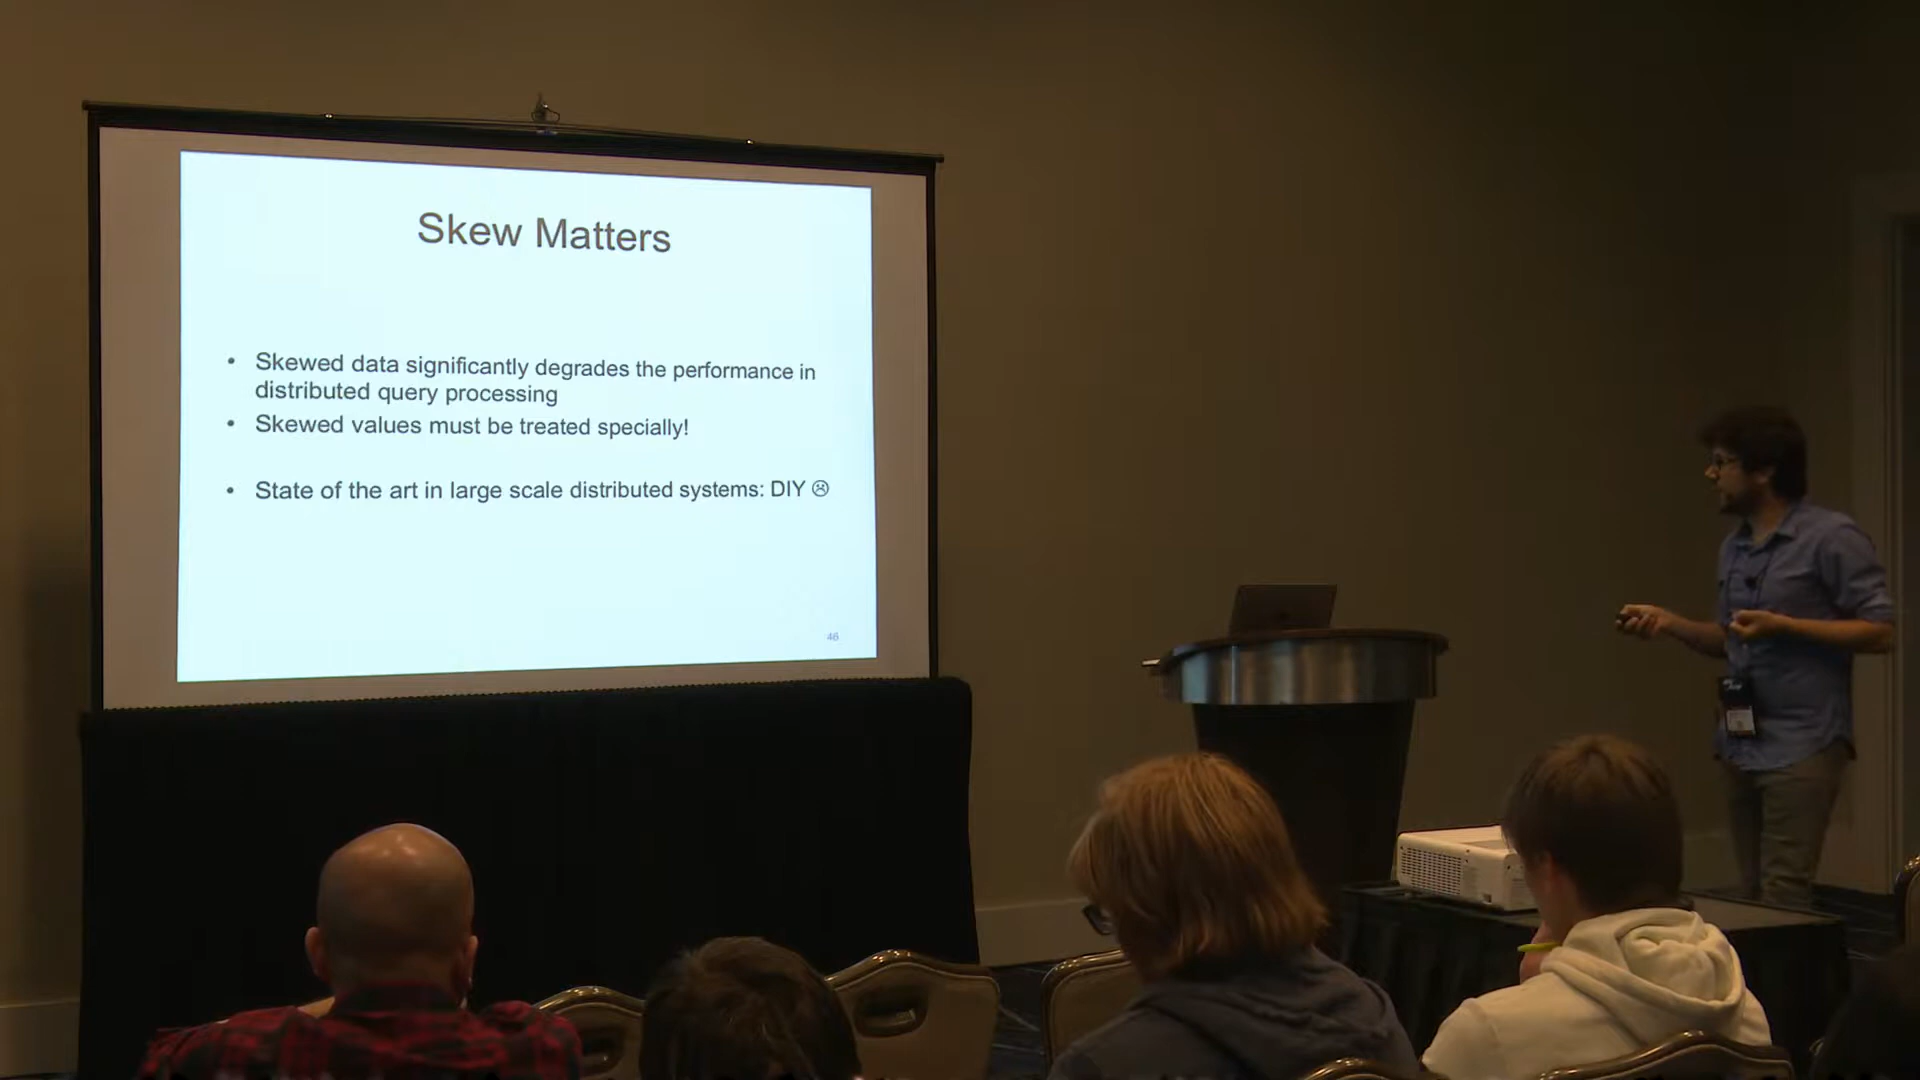 Skew Matters
• Skewed data significantly degrades the performance in
distributed query processing
• Skewed values must be treated specially!
• State of the art in large scale distributed systems: DIY ☹
46